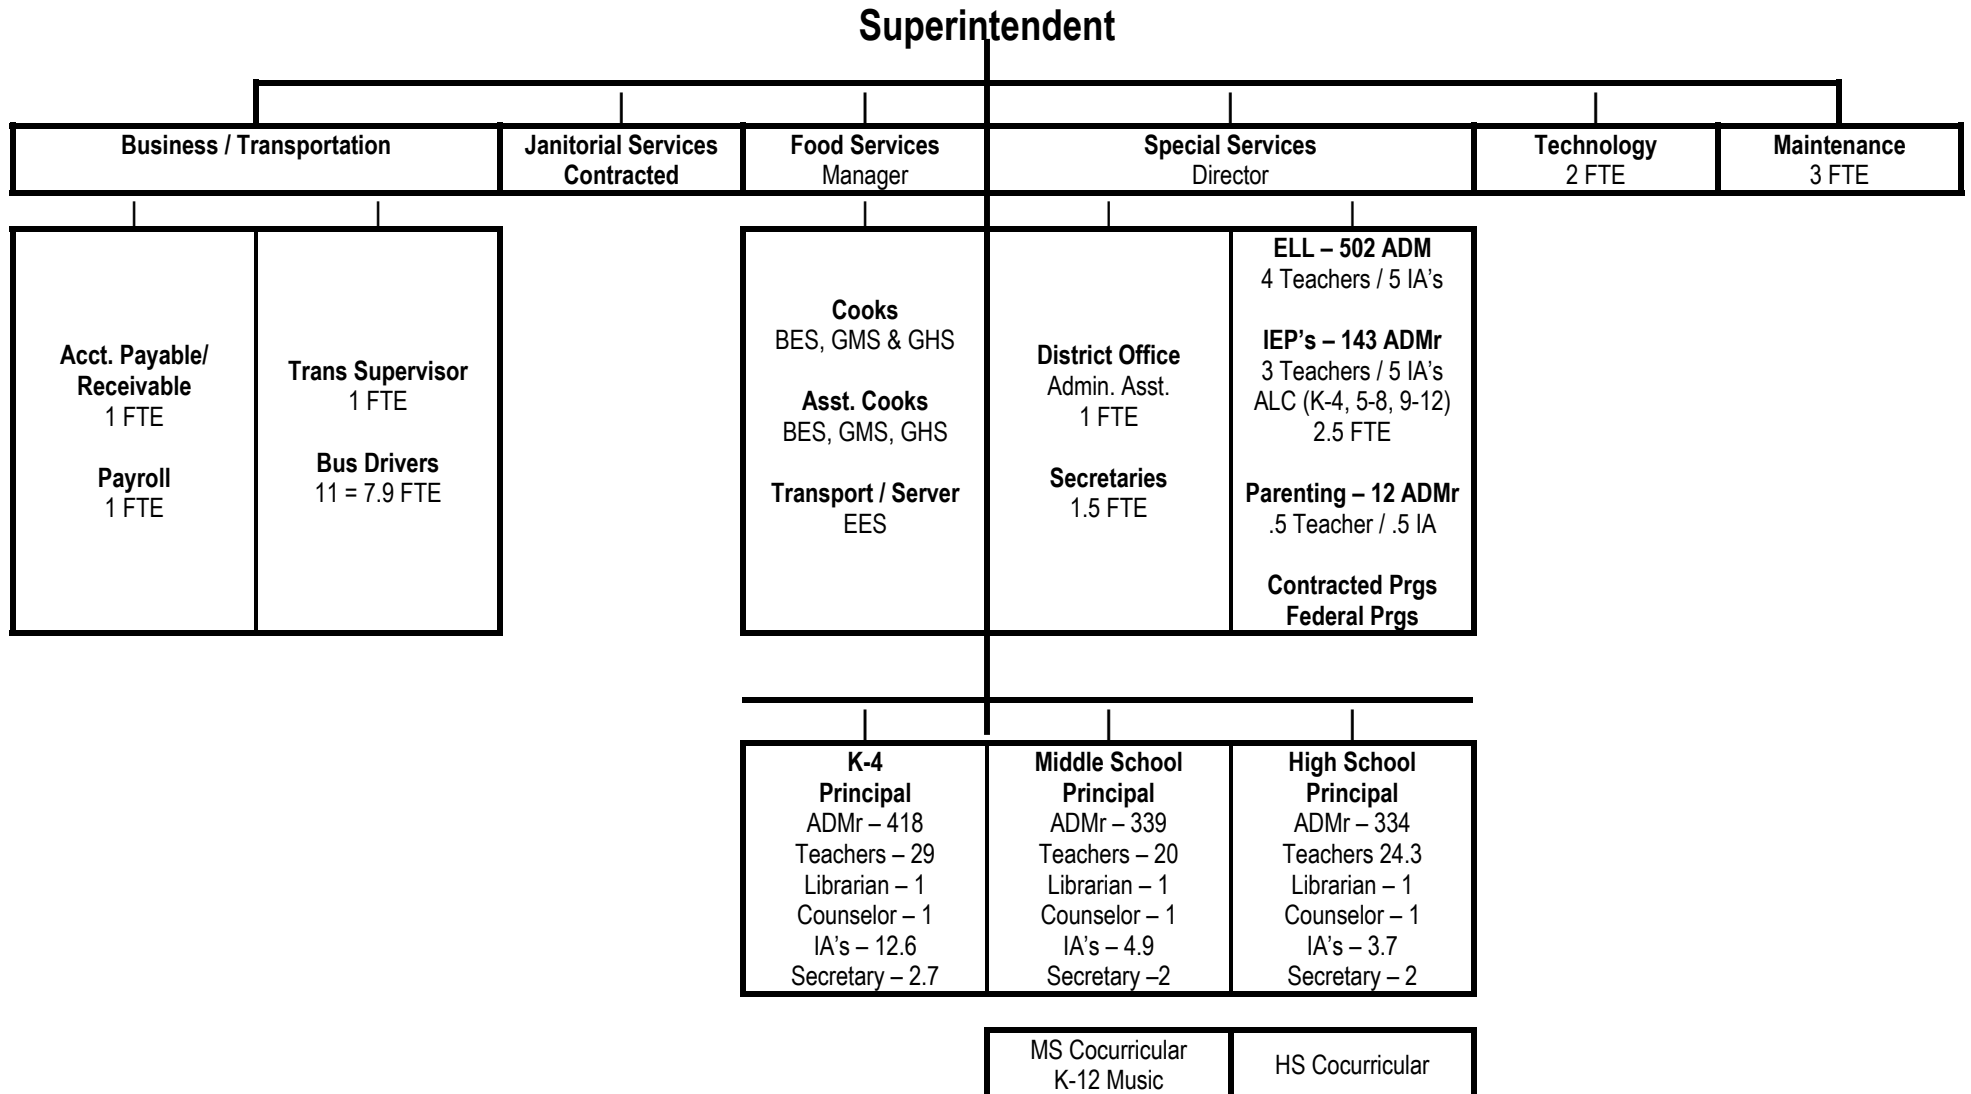 Superintendent
Business / Transportation
Janitorial Services
Contracted
Food Services
Manager
Special Services
Director
Technology
2 FTE
Maintenance
3 FTE
Acct. Payable/
Receivable
1 FTE
Payroll
1 FTE
Trans Supervisor
1 FTE
Bus Drivers
11 = 7.9 FTE
Cooks
BES, GMS & GHS
Asst. Cooks
BES, GMS, GHS
Transport / Server
EES
District Office
Admin. Asst.
1 FTE
Secretaries
1.5 FTE
ELL – 502 ADM
4 Teachers / 5 IA’s
IEP’s – 143 ADMr
3 Teachers / 5 IA’s
ALC (K-4, 5-8, 9-12)
2.5 FTE
Parenting – 12 ADMr
.5 Teacher / .5 IA
Contracted Prgs
Federal Prgs
K-4
Principal
ADMr – 418
Teachers – 29
Librarian – 1
Counselor – 1
IA’s – 12.6
Secretary – 2.7
Middle School
Principal
ADMr – 339
Teachers – 20
Librarian – 1
Counselor – 1
IA’s – 4.9
Secretary –2
High School
Principal
ADMr – 334
Teachers 24.3
Librarian – 1
Counselor – 1
IA’s – 3.7
Secretary – 2
MS Cocurricular
K-12 Music
HS Cocurricular